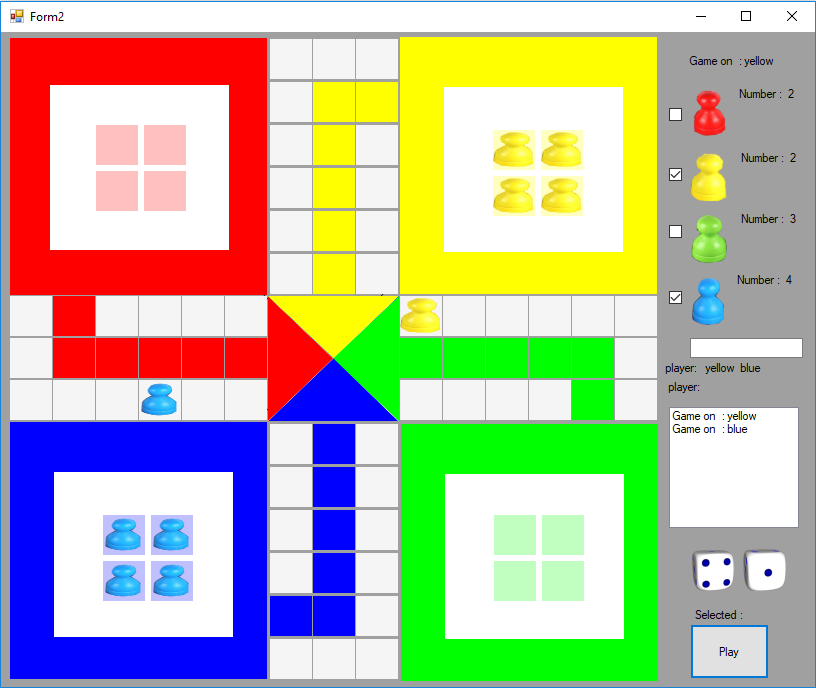 Form2
Game on : yellow
Number : 2
Number : 2
Number : 3
Number : 4
player: yellow blue
player:
Game on : yellow
Game on : blue
Selected :
Play